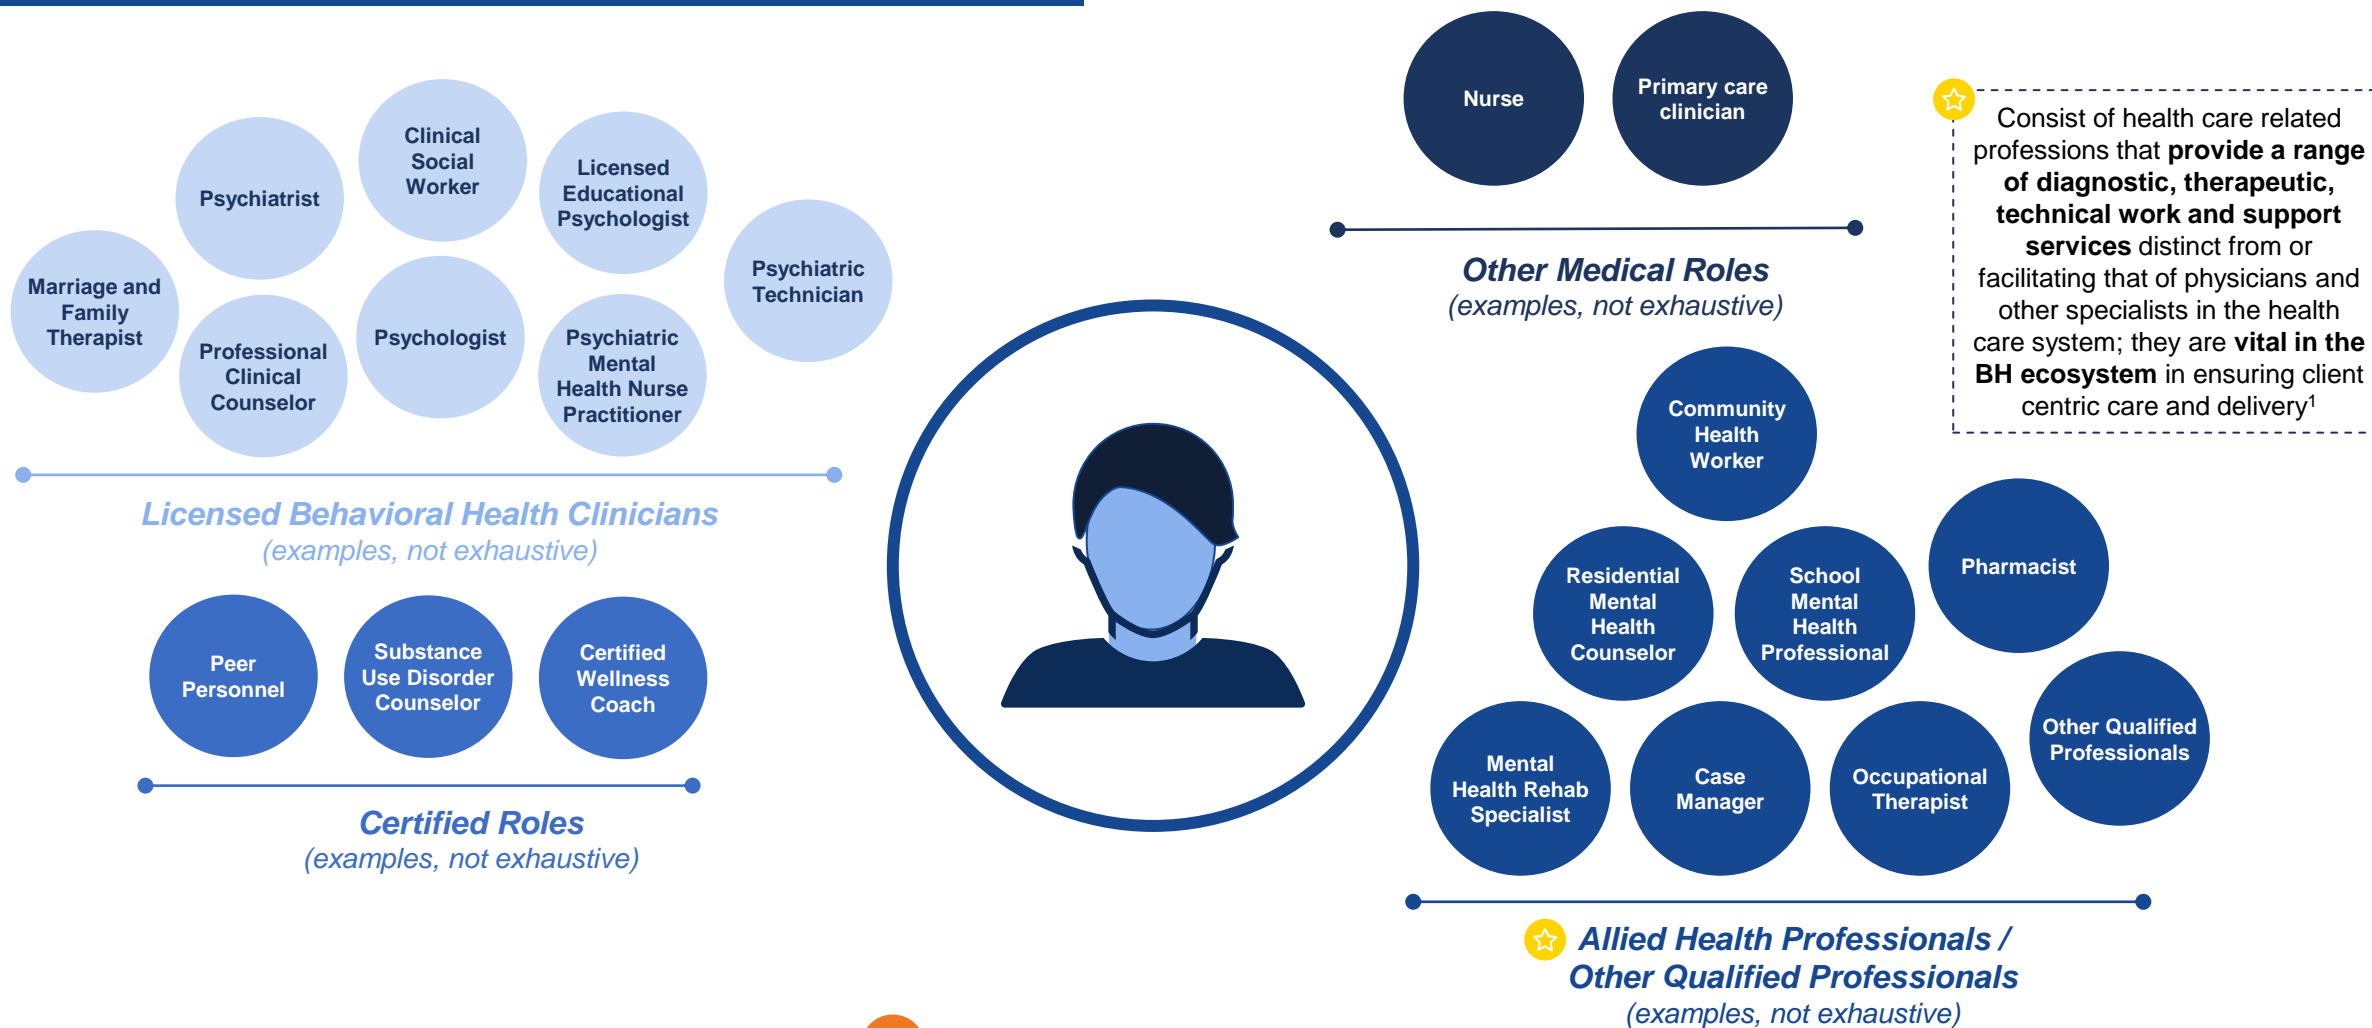 Psychiatrist
Clinical
Social
Worker
Licensed
Educational
Psychologist
Psychiatric
Technician
Marriage and
Family
Therapist
Professional
Clinical
Counselor
Psychologist
Psychiatric
Mental
Health Nurse
Practitioner
Licensed Behavioral Health Clinicians
(examples, not exhaustive)
Peer
Personnel
Substance
Use Disorder
Counselor
Certified
Wellness
Coach
Certified Roles
(examples, not exhaustive)
Nurse
Primary care
clinician
Other Medical Roles
(examples, not exhaustive)
Consist of health care related
professions that provide a range
of diagnostic, therapeutic,
technical work and support
services distinct from or
facilitating that of physicians and
other specialists in the health
care system; they are vital in the
BH ecosystem in ensuring client
centric care and delivery¹
Community
Health
Worker
Residential
Mental
Health
Counselor
School
Mental
Health
Professional
Pharmacist
Mental
Health Rehab
Specialist
Case
Manager
Occupational
Therapist
Other Qualified
Professionals
Allied Health Professionals /
Other Qualified Professionals
(examples, not exhaustive)